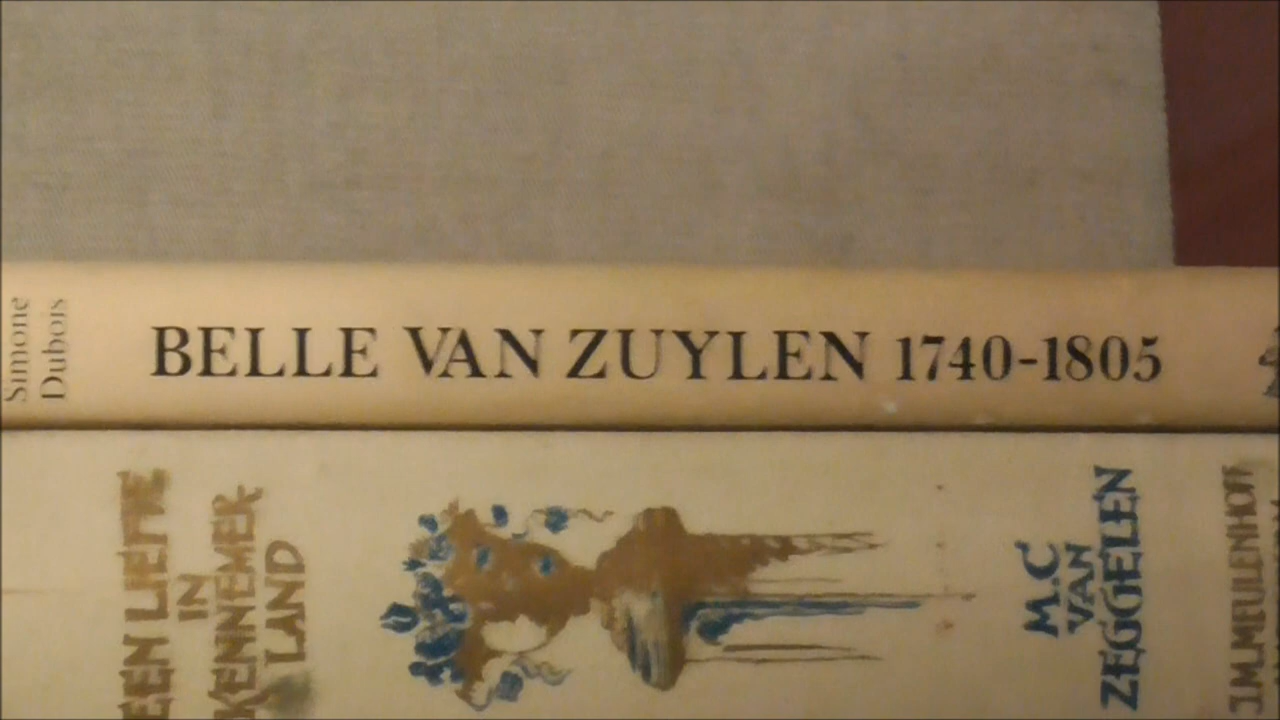 Simone
Dubois
BELLE VAN ZUYLEN 1740-1805
EEN LIEFDE
IN
KENNEMER
LAND
M.C
VAN
ZEGGELEN
J.M.MEULENHOFF